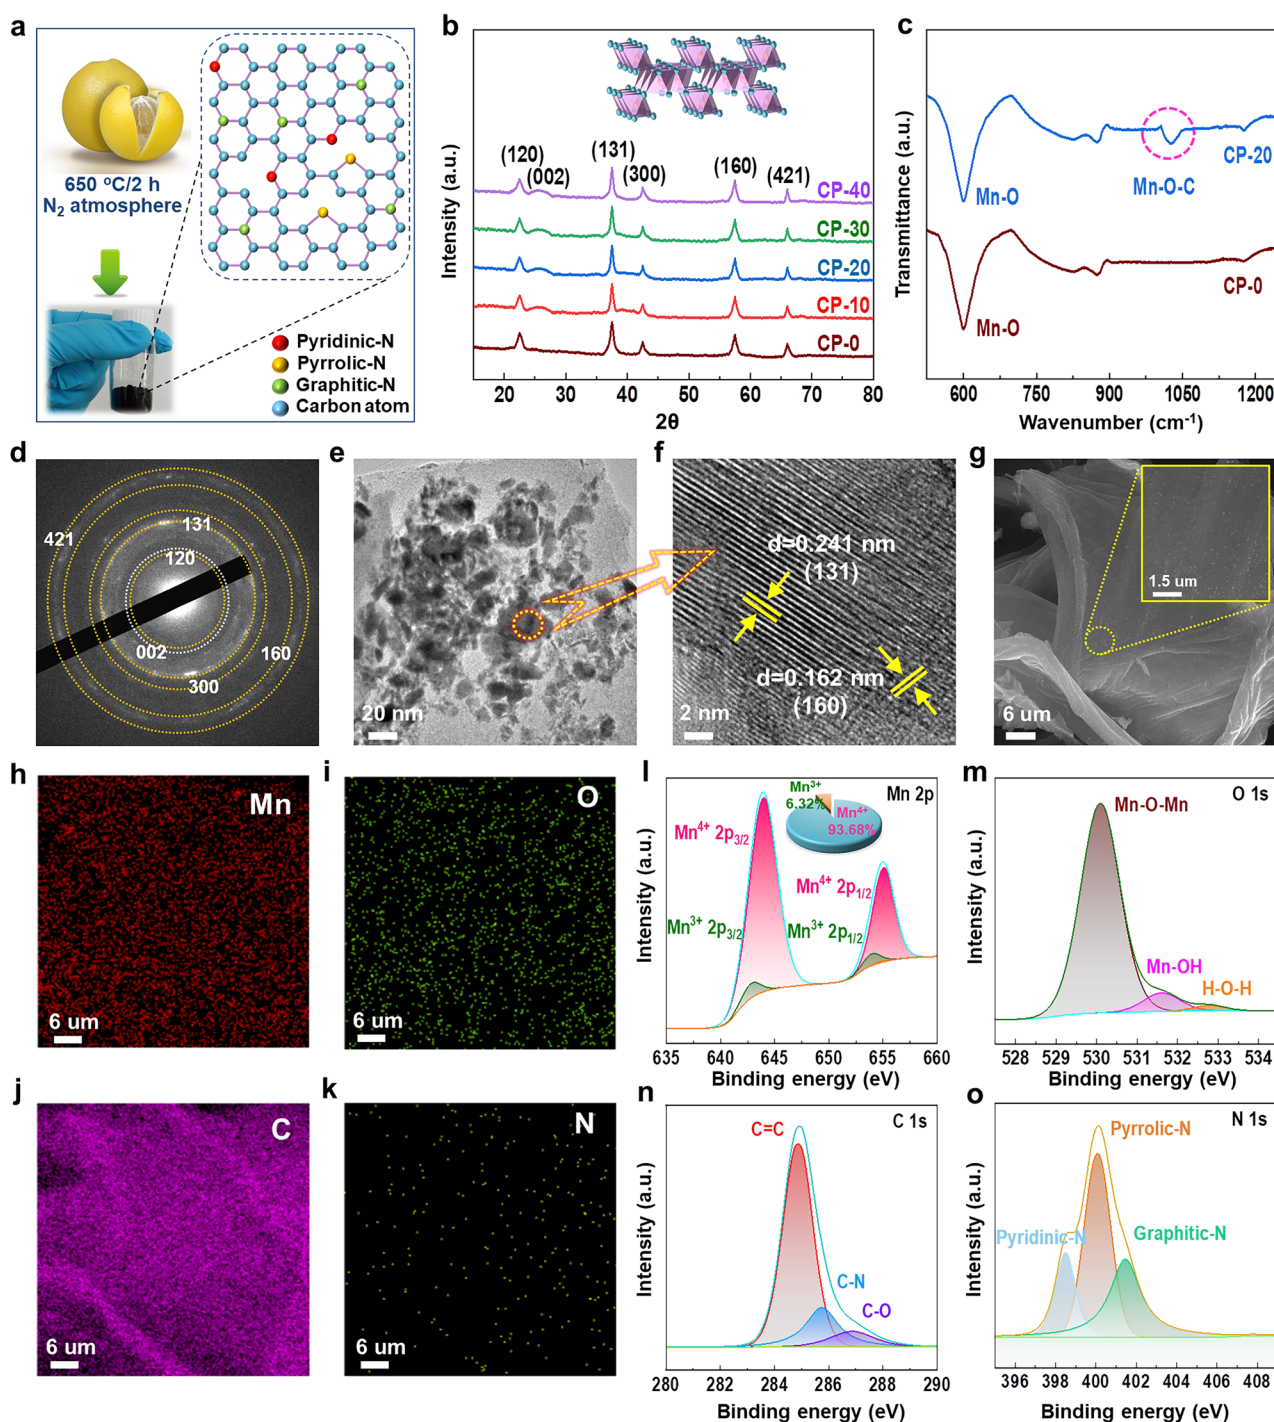 a
650 °C/2 h
N₂ atmosphere
Pyridinic-N
Pyrrolic-N
Graphitic-N
Carbon atom
b
Intensity (a.u.)
(120)
(002)
(131)
(300)
(160)
(421)
CP-40
CP-30
CP-20
CP-10
CP-0
20 30 40 50 60 70 80
2θ
c
Transmittance (a.u.)
Mn-O
Mn-O-C
CP-20
Mn-O
CP-0
600 750 900 1050 1200
Wavenumber (cm⁻¹)
d
421
131
120
002
160
300
e
20 nm
f
d=0.241 nm
(131)
d=0.162 nm
(160)
2 nm
g
1.5 um
6 um
h
Mn
6 um
i
O
6 um
l
Intensity (a.u.)
Mn 2p
Mn³⁺
6.32%
Mn⁴⁺
93.68%
Mn⁴⁺ 2p₃/₂
Mn⁴⁺ 2p₁/₂
Mn³⁺ 2p₃/₂
Mn³⁺ 2p₁/₂
635 640 645 650 655 660
Binding energy (eV)
m
Intensity (a.u.)
O 1s
Mn-O-Mn
Mn-OH
H-O-H
528 529 530 531 532 533 534
Binding energy (eV)
j
C
6 um
k
N
6 um
n
Intensity (a.u.)
C 1s
C=C
C-N
C-O
280 282 284 286 288 290
Binding energy (eV)
o
Intensity (a.u.)
N 1s
Pyrrolic-N
Pyridinic-N
Graphitic-N
396 398 400 402 404 406 408
Binding energy (eV)